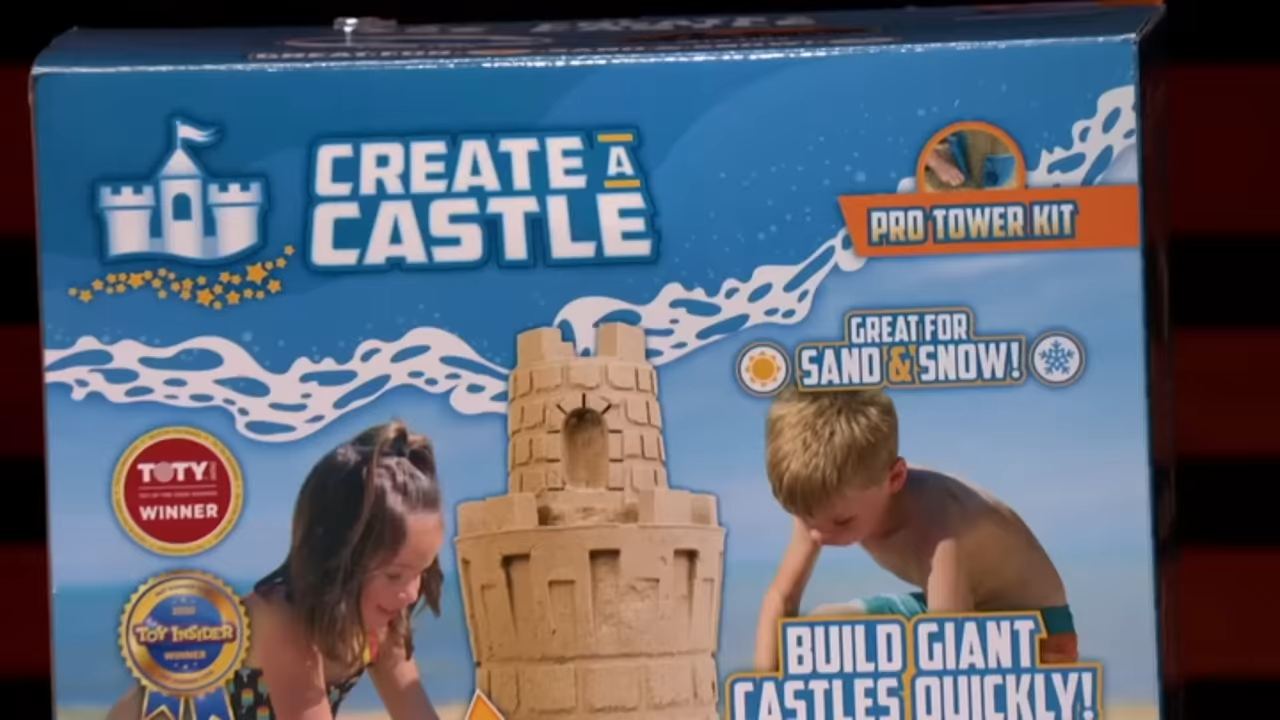 CREATE A
CASTLE
PRO TOWER KIT
GREAT FOR
SAND & SNOW!
TOTY
WINNER
TOY INSIDER
WINNER
BUILD GIANT
CASTLES QUICKLY!